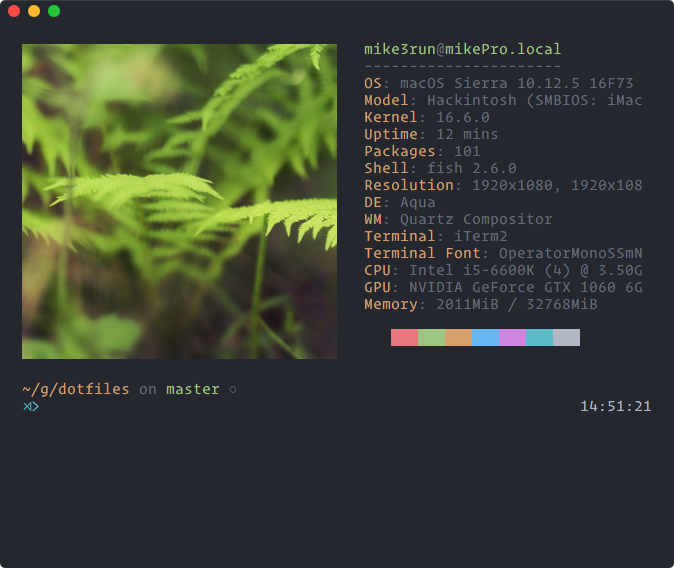 mike3run@mikePro.local
----------------------
OS: macOS Sierra 10.12.5 16F73
Model: Hackintosh (SMBIOS: iMac
Kernel: 16.6.0
Uptime: 12 mins
Packages: 101
Shell: fish 2.6.0
Resolution: 1920x1080, 1920x108
DE: Aqua
WM: Quartz Compositor
Terminal: iTerm2
Terminal Font: OperatorMonoSSmN
CPU: Intel i5-6600K (4) @ 3.50G
GPU: NVIDIA GeForce GTX 1060 6G
Memory: 2011MiB / 32768MiB
~/g/dotfiles on master ○
⋊> 14:51:21